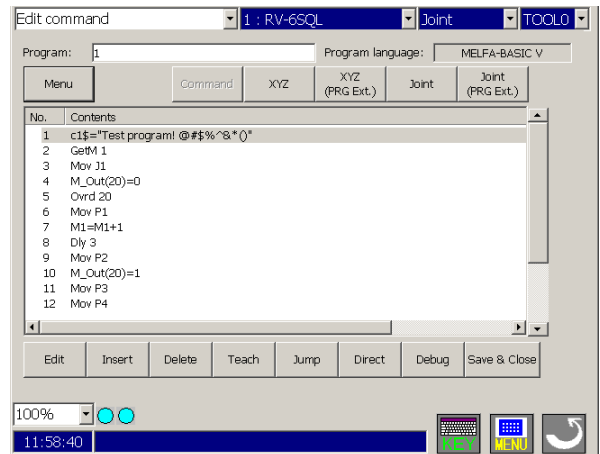 Edit command 1 : RV-6SQL Joint TOOL0
Program: 1 Program language: MELFA-BASIC V
Menu Command XYZ XYZ (PRG Ext.) Joint Joint (PRG Ext.)
No. Contents
1 c1$="Test program! @#$%^&*()"
2 GetM 1
3 Mov J1
4 M_Out(20)=0
5 Ovrd 20
6 Mov P1
7 M1=M1+1
8 Dly 3
9 Mov P2
10 M_Out(20)=1
11 Mov P3
12 Mov P4
Edit Insert Delete Teach Jump Direct Debug Save & Close
100%
11:58:40 KEY MENU